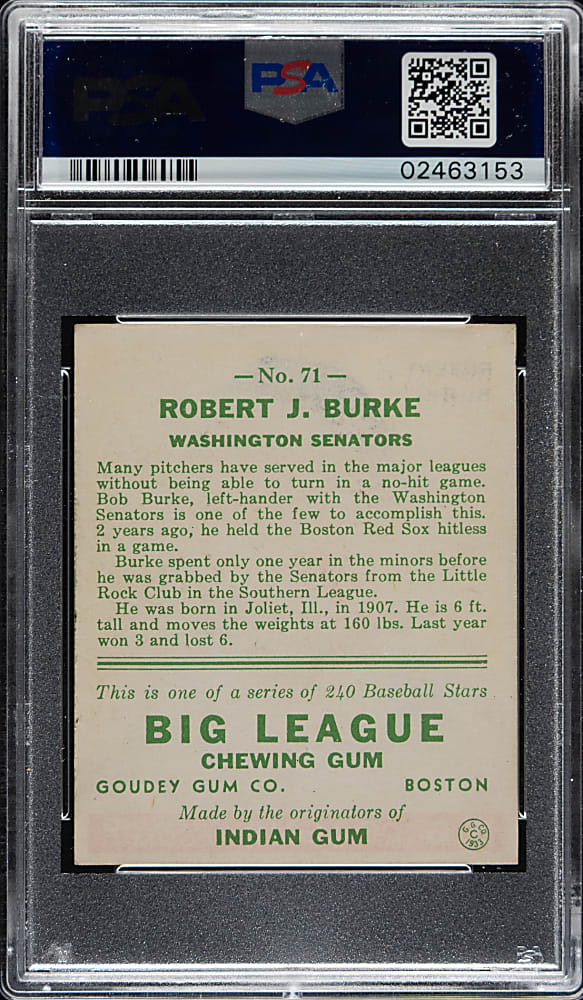 PSA
PSA
02463153
—No. 71—
ROBERT J. BURKE
WASHINGTON SENATORS
Many pitchers have served in the major leagues
without being able to turn in a no-hit game.
Bob Burke, left-hander with the Washington
Senators is one of the few to accomplish this.
2 years ago, he held the Boston Red Sox hitless
in a game.
Burke spent only one year in the minors before
he was grabbed by the Senators from the Little
Rock Club in the Southern League.
He was born in Joliet, Ill., in 1907. He is 6 ft.
tall and moves the weights at 160 lbs. Last year
won 3 and lost 6.
This is one of a series of 240 Baseball Stars
BIG LEAGUE
CHEWING GUM
GOUDEY GUM CO. BOSTON
Made by the originators of
INDIAN GUM
G.G.CO.
C
1933